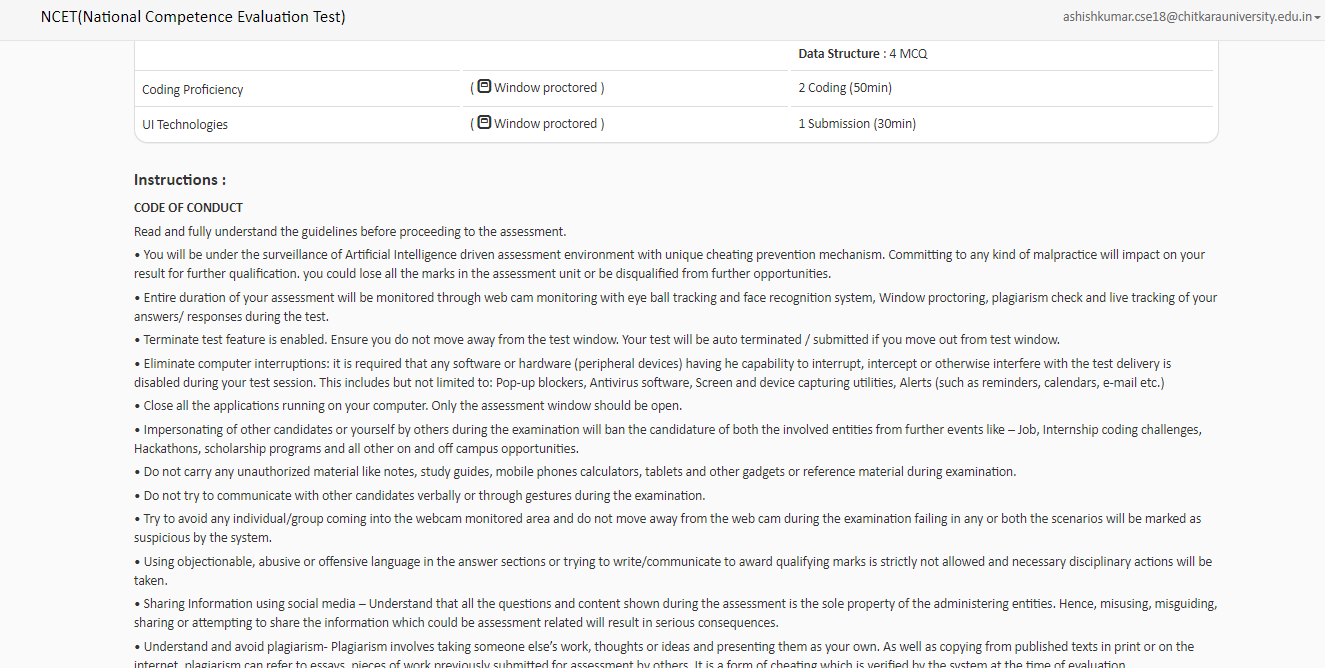 NCET(National Competence Evaluation Test)
ashishkumar.cse18@chitkarauniversity.edu.in
Data Structure : 4 MCQ
Coding Proficiency ( Window proctored ) 2 Coding (50min)
UI Technologies ( Window proctored ) 1 Submission (30min)
Instructions :
CODE OF CONDUCT
Read and fully understand the guidelines before proceeding to the assessment.
• You will be under the surveillance of Artificial Intelligence driven assessment environment with unique cheating prevention mechanism. Committing to any kind of malpractice will impact on your
result for further qualification. you could lose all the marks in the assessment unit or be disqualified from further opportunities.
• Entire duration of your assessment will be monitored through web cam monitoring with eye ball tracking and face recognition system, Window proctoring, plagiarism check and live tracking of your
answers/ responses during the test.
• Terminate test feature is enabled. Ensure you do not move away from the test window. Your test will be auto terminated / submitted if you move out from test window.
• Eliminate computer interruptions: it is required that any software or hardware (peripheral devices) having he capability to interrupt, intercept or otherwise interfere with the test delivery is
disabled during your test session. This includes but not limited to: Pop-up blockers, Antivirus software, Screen and device capturing utilities, Alerts (such as reminders, calendars, e-mail etc.)
• Close all the applications running on your computer. Only the assessment window should be open.
• Impersonating of other candidates or yourself by others during the examination will ban the candidature of both the involved entities from further events like – Job, Internship coding challenges,
Hackathons, scholarship programs and all other on and off campus opportunities.
• Do not carry any unauthorized material like notes, study guides, mobile phones calculators, tablets and other gadgets or reference material during examination.
• Do not try to communicate with other candidates verbally or through gestures during the examination.
• Try to avoid any individual/group coming into the webcam monitored area and do not move away from the web cam during the examination failing in any or both the scenarios will be marked as
suspicious by the system.
• Using objectionable, abusive or offensive language in the answer sections or trying to write/communicate to award qualifying marks is strictly not allowed and necessary disciplinary actions will be
taken.
• Sharing Information using social media – Understand that all the questions and content shown during the assessment is the sole property of the administering entities. Hence, misusing, misguiding,
sharing or attempting to share the information which could be assessment related will result in serious consequences.
• Understand and avoid plagiarism- Plagiarism involves taking someone else’s work, thoughts or ideas and presenting them as your own. As well as copying from published texts in print or on the
internet, plagiarism can refer to essays, pieces of work previously submitted for assessment by others. It is a form of cheating which is verified by the system at the time of evaluation.